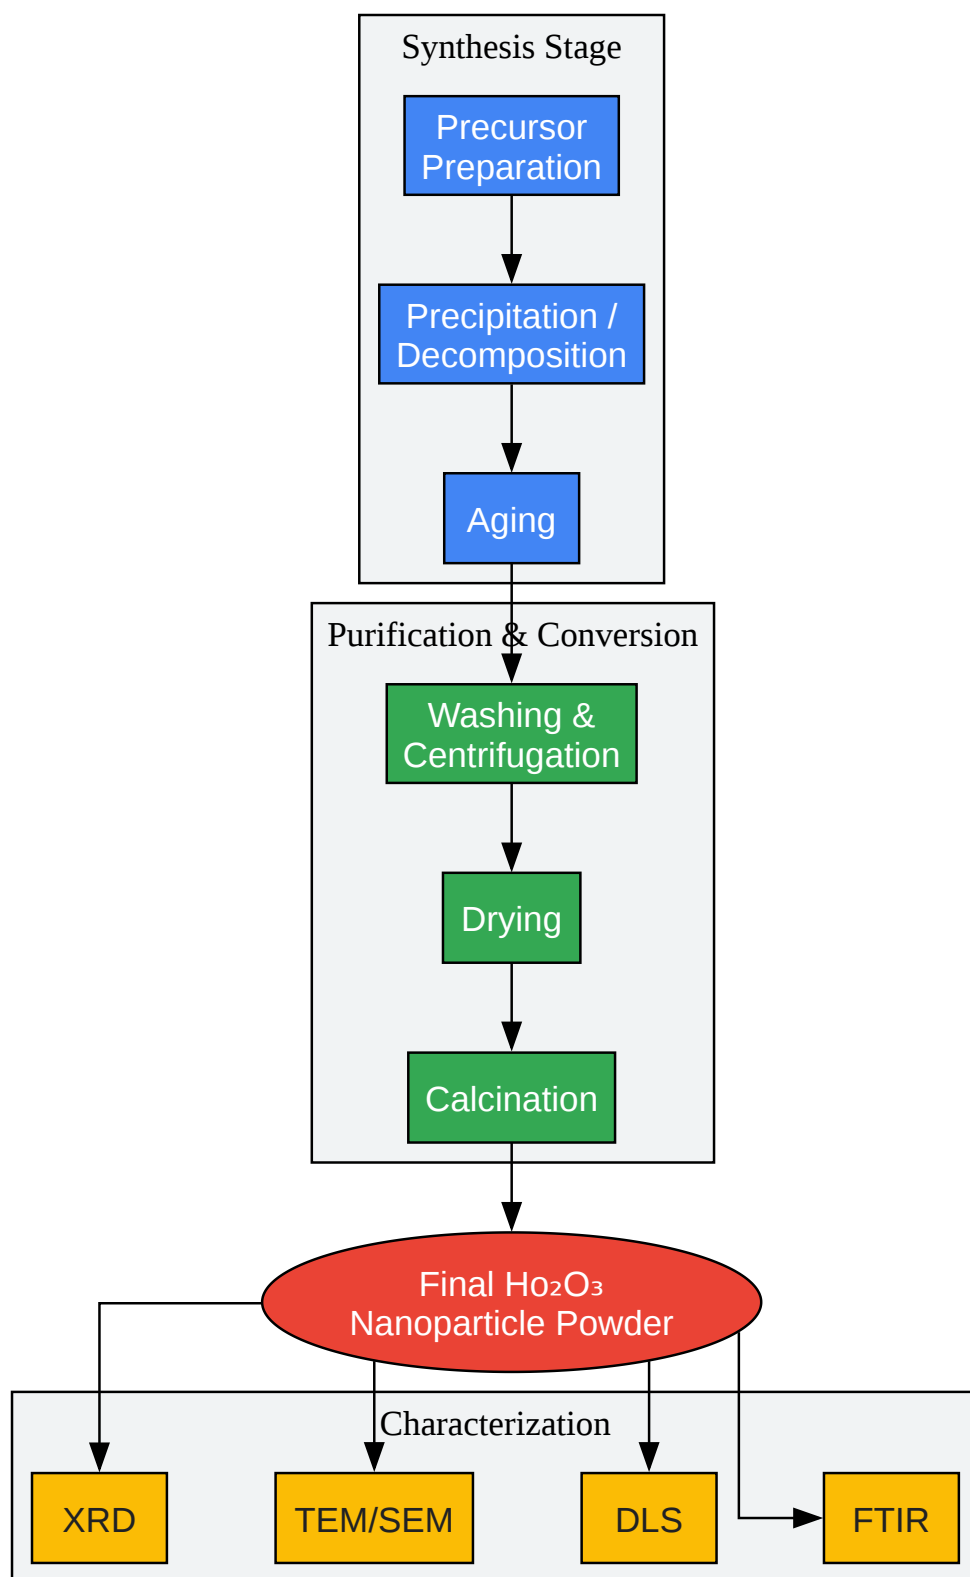 Synthesis Stage
Precursor
Preparation
Precipitation /
Decomposition
Aging
Purification & Conversion
Washing &
Centrifugation
Drying
Calcination
Final Ho₂O₃
Nanoparticle Powder
Characterization
XRD
TEM/SEM
DLS
FTIR